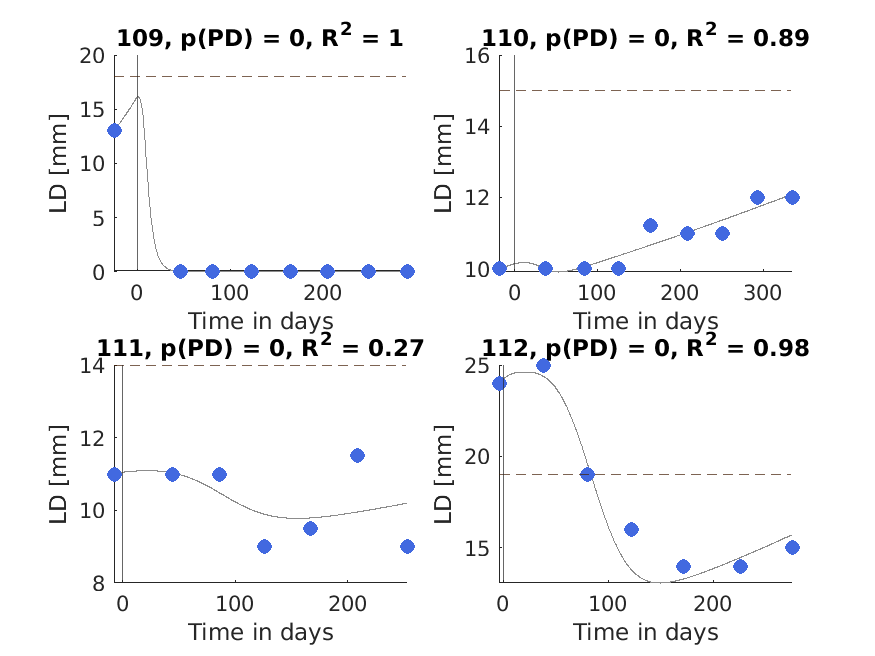 109, p(PD) = 0, R² = 1
20
15
10
5
0
LD [mm]
0 100 200
Time in days
110, p(PD) = 0, R² = 0.89
16
14
12
10
LD [mm]
0 100 200 300
Time in days
111, p(PD) = 0, R² = 0.27
14
12
10
8
LD [mm]
0 100 200
Time in days
112, p(PD) = 0, R² = 0.98
25
20
15
LD [mm]
0 100 200
Time in days